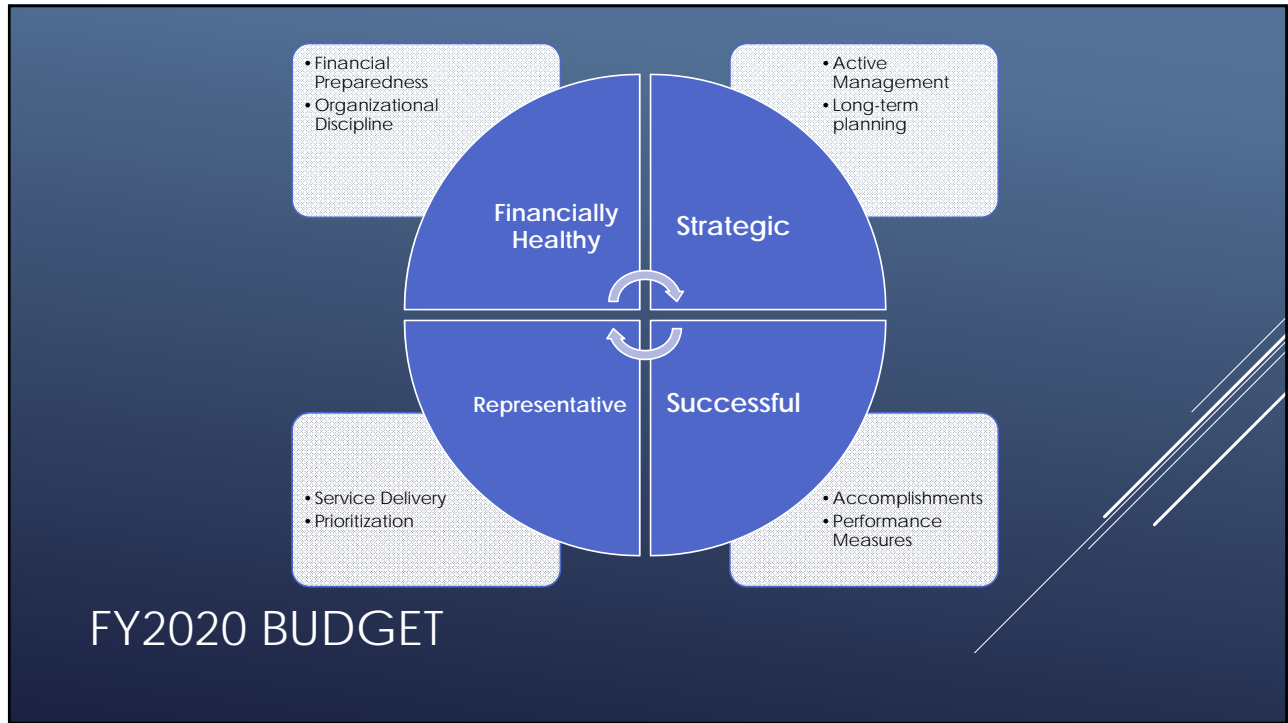 • Financial
Preparedness
• Organizational
Discipline
• Active
Management
• Long-term
planning
Financially
Healthy
Strategic
Representative
Successful
• Service Delivery
• Prioritization
• Accomplishments
• Performance
Measures
FY2020 BUDGET